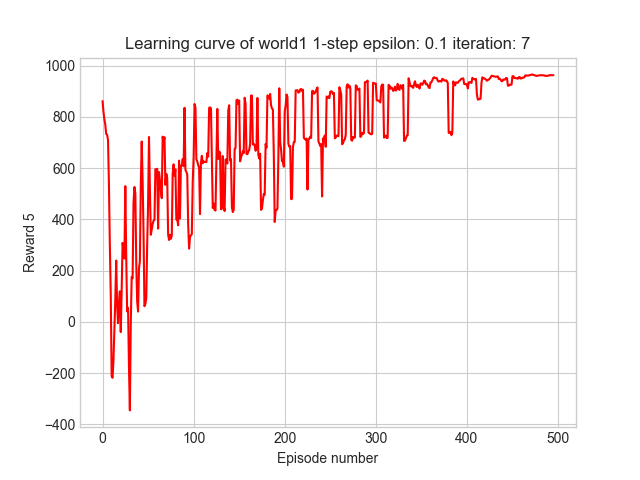 Learning curve of world1 1-step epsilon: 0.1 iteration: 7
1000
800
600
400
200
0
−200
−400
Reward 5
0 100 200 300 400 500
Episode number